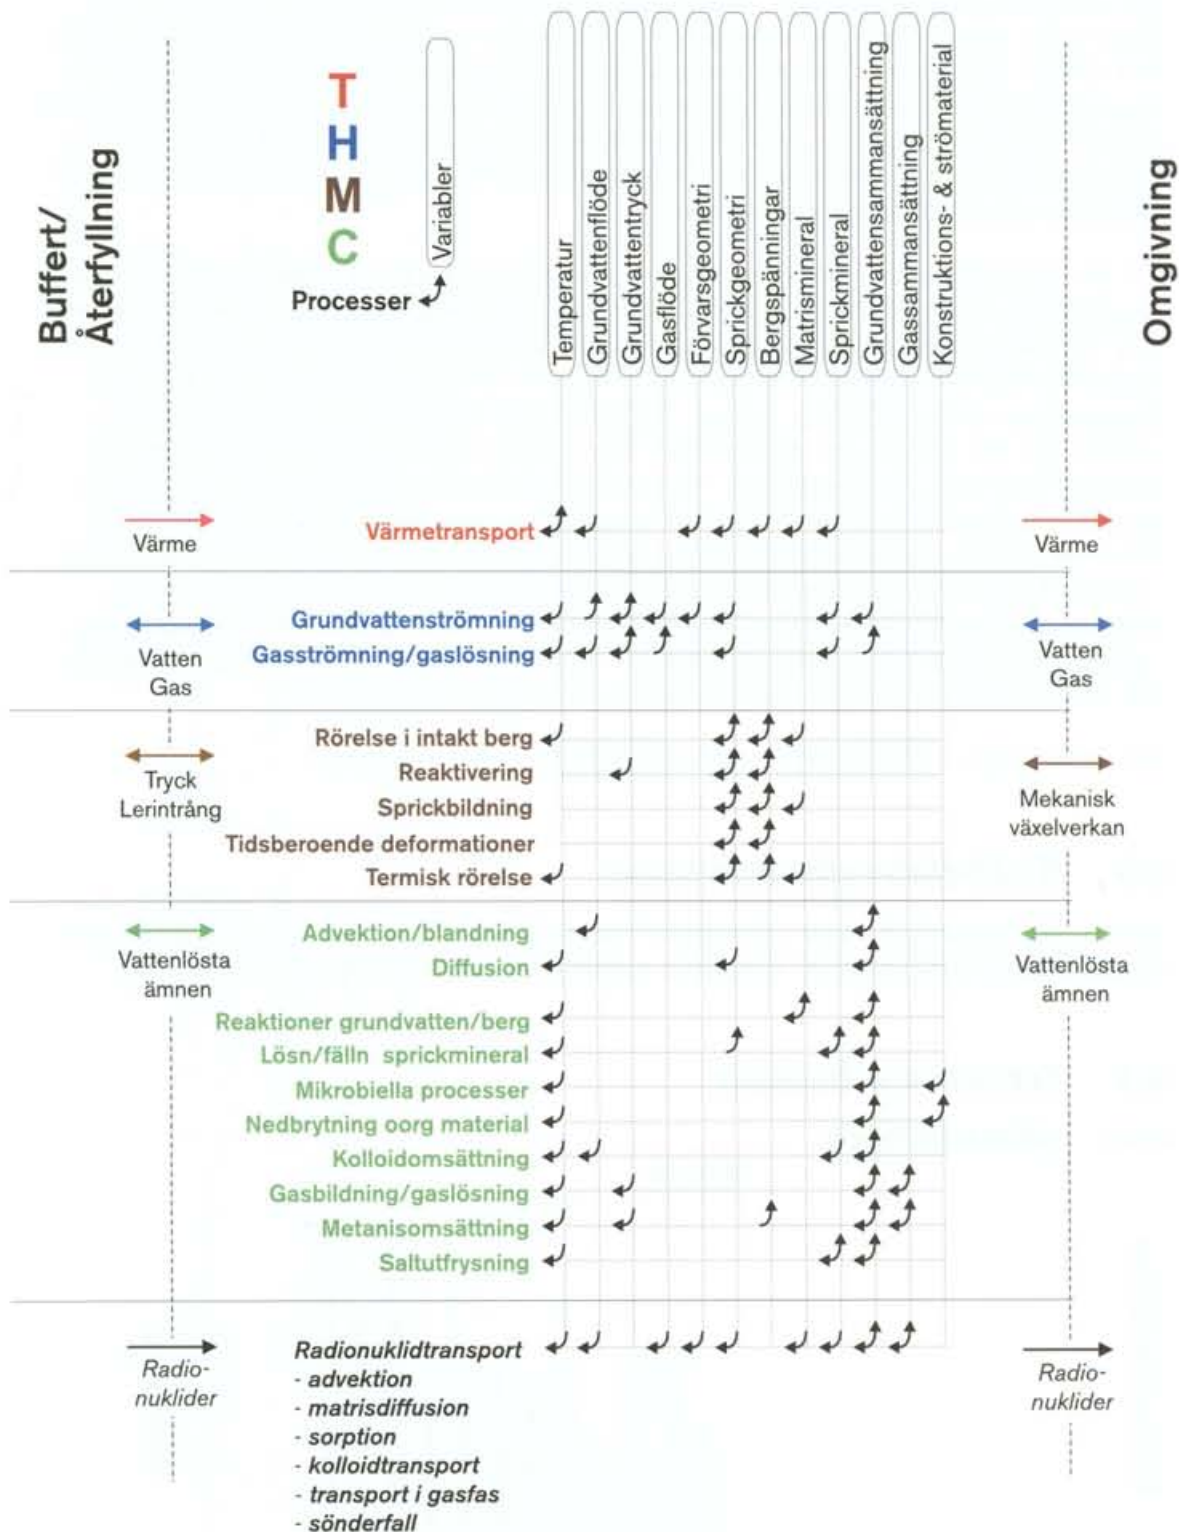 Buffert/
Återfyllning
T
H
M
C
Processer
Variabler
Temperatur
Grundvattenflöde
Grundvattentryck
Gasflöde
Förvarsgeometri
Sprickgeometri
Bergspänningar
Matrismineral
Sprickmineral
Grundvattensammansättning
Gassammansättning
Konstruktions- & strömaterial
Omgivning
Värme
Värmetransport
Värme
Vatten
Gas
Grundvattenströmning
Gasströmning/gaslösning
Vatten
Gas
Tryck
Lerintrång
Rörelse i intakt berg
Reaktivering
Sprickbildning
Tidsberoende deformationer
Termisk rörelse
Mekanisk
växelverkan
Vattenlösta
ämnen
Advektion/blandning
Diffusion
Reaktioner grundvatten/berg
Lösn/fälln sprickmineral
Mikrobiella processer
Nedbrytning oorg material
Kolloidomsättning
Gasbildning/gaslösning
Metanisomsättning
Saltutfrysning
Vattenlösta
ämnen
Radio-
nuklider
Radionuklidtransport
- advektion
- matrisdiffusion
- sorption
- kolloidtransport
- transport i gasfas
- sönderfall
Radio-
nuklider